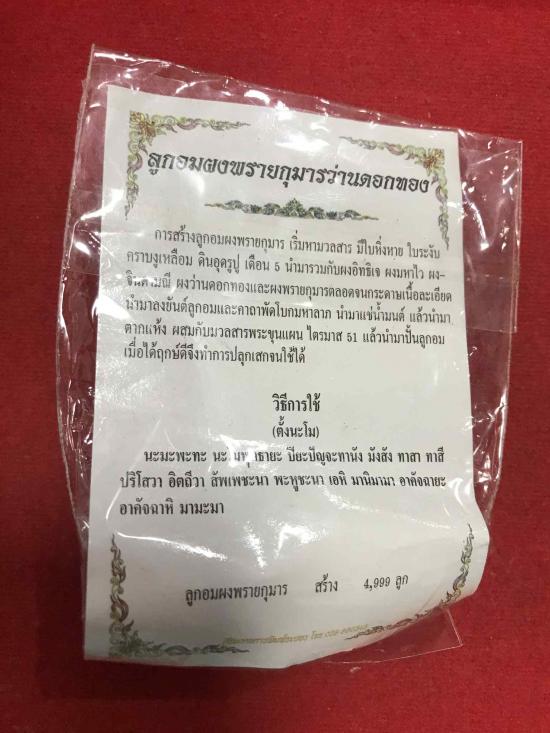 ลูกอมผงพรายกุมารว่านดอกทอง
การสร้างลูกอมผงพรายกุมาร เริ่มหามวลสาร มีใบหิ่งหาย ใบระงับ
คราบงูเหลือม ดินอุดรูปู เดือน 5 นำมารวมกับผงอิทธิเจ ผงมหาไว ผง-
จินดามณี ผงว่านดอกทองและผงพรายกุมารตลอดจนกระดาษเนื้อละเอียด
นำมาลงยันต์ลูกอมและคาถาพัดโบกมหาลาภ นำมาแช่น้ำมนต์ แล้วนำมา
ตากแห้ง ผสมกับมวลสารพระขุนแผน ไตรมาส 51 แล้วนำมาปั้นลูกอม
เมื่อได้ฤกษ์ดีจึงทำการปลุกเสกจนใช้ได้
วิธีการใช้
(ตั้งนะโม)
นะมะพะทะ นะโมพุทธายะ ปิยะปัญจะทานัง มังสัง ทาสา ทาสี
ปริโสวา อิตถีวา สัพเพชะนา พะหูชะนา เอหิ มานิมามา อาคัจฉายะ
อาคัจฉาหิ มามะมา
ลูกอมผงพรายกุมาร สร้าง 4,999 ลูก